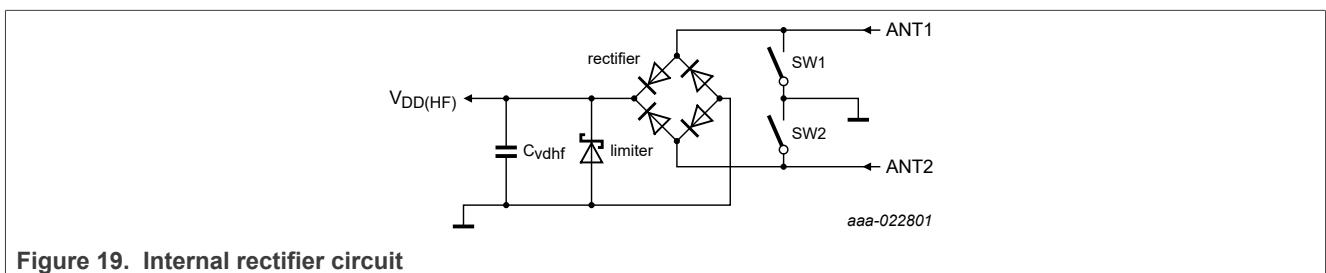 ANT1
rectifier
SW1
V_DD(HF)
SW2
C_vdhf
limiter
ANT2
aaa-022801
Figure 19. Internal rectifier circuit